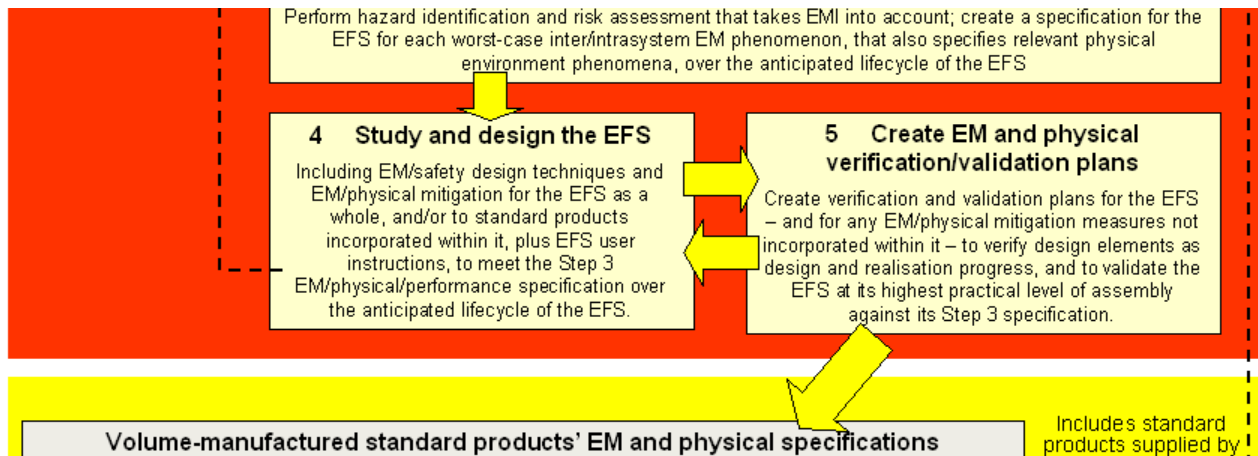 Perform hazard identification and risk assessment that takes EMI into account; create a specification for the
EFS for each worst-case inter/intrasystem EM phenomenon, that also specifies relevant physical
environment phenomena, over the anticipated lifecycle of the EFS
4 Study and design the EFS
Including EM/safety design techniques and
EM/physical mitigation for the EFS as a
whole, and/or to standard products
incorporated within it, plus EFS user
instructions, to meet the Step 3
EM/physical/performance specification over
the anticipated lifecycle of the EFS.
5 Create EM and physical
verification/validation plans
Create verification and validation plans for the EFS
– and for any EM/physical mitigation measures not
incorporated within it – to verify design elements as
design and realisation progress, and to validate the
EFS at its highest practical level of assembly
against its Step 3 specification.
Volume-manufactured standard products' EM and physical specifications
Includes standard
products supplied by